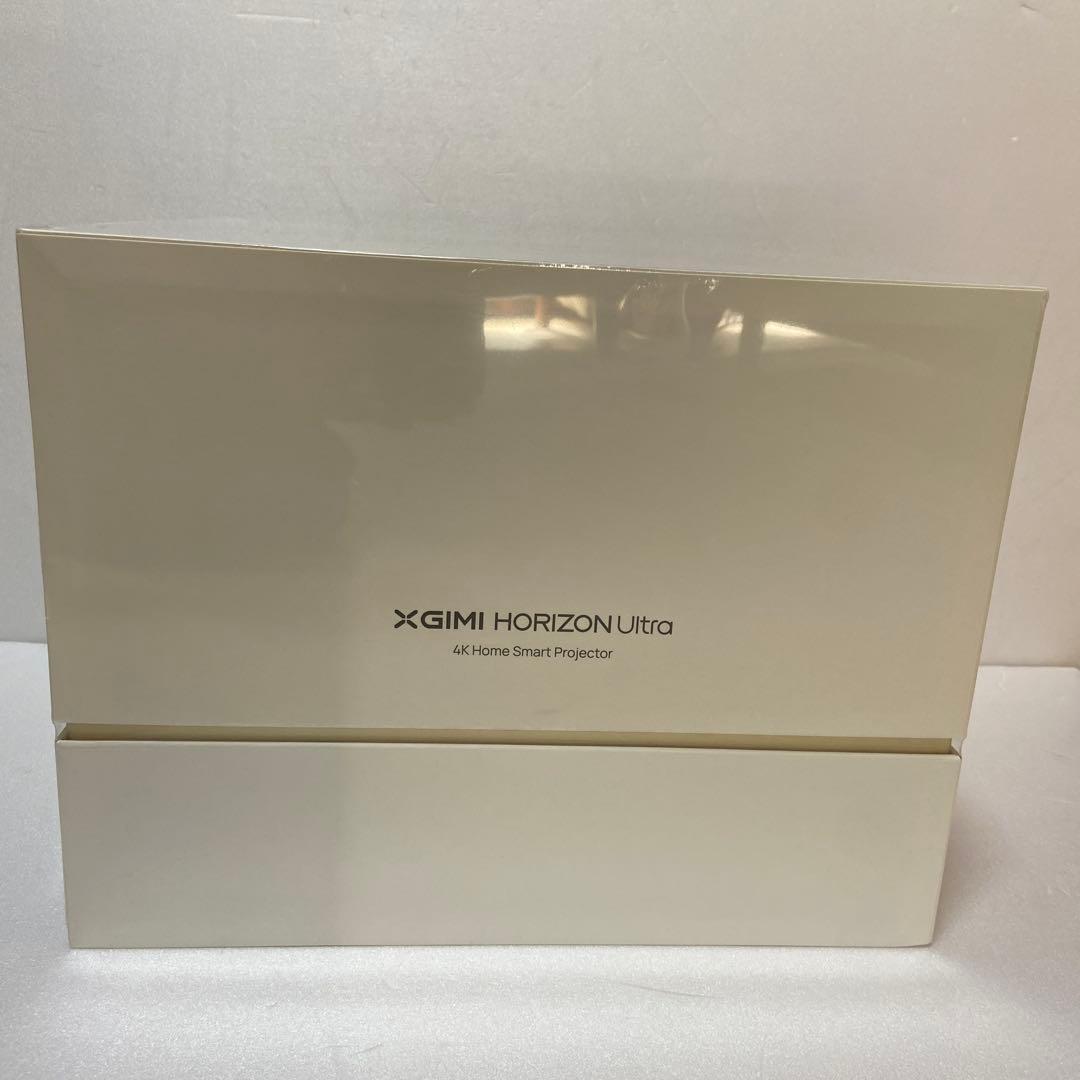 XGIMI HORIZON Ultra
4K Home Smart Projector